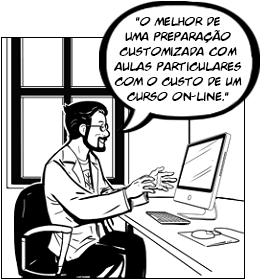 "O MELHOR DE
UMA PREPARAÇÃO
CUSTOMIZADA COM
AULAS PARTICULARES
COM O CUSTO DE UM
CURSO ON-LINE."